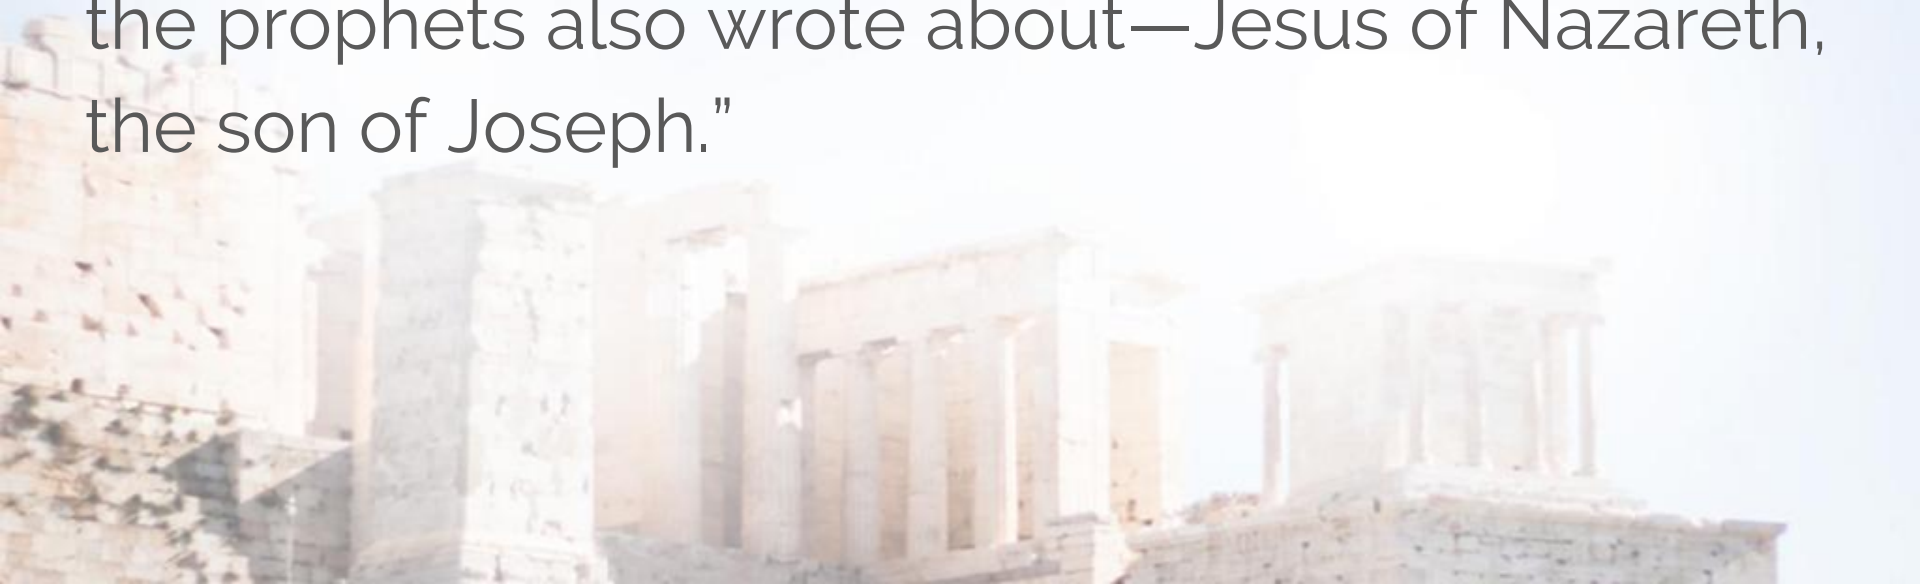 the prophets also wrote about—Jesus of Nazareth,
the son of Joseph.”